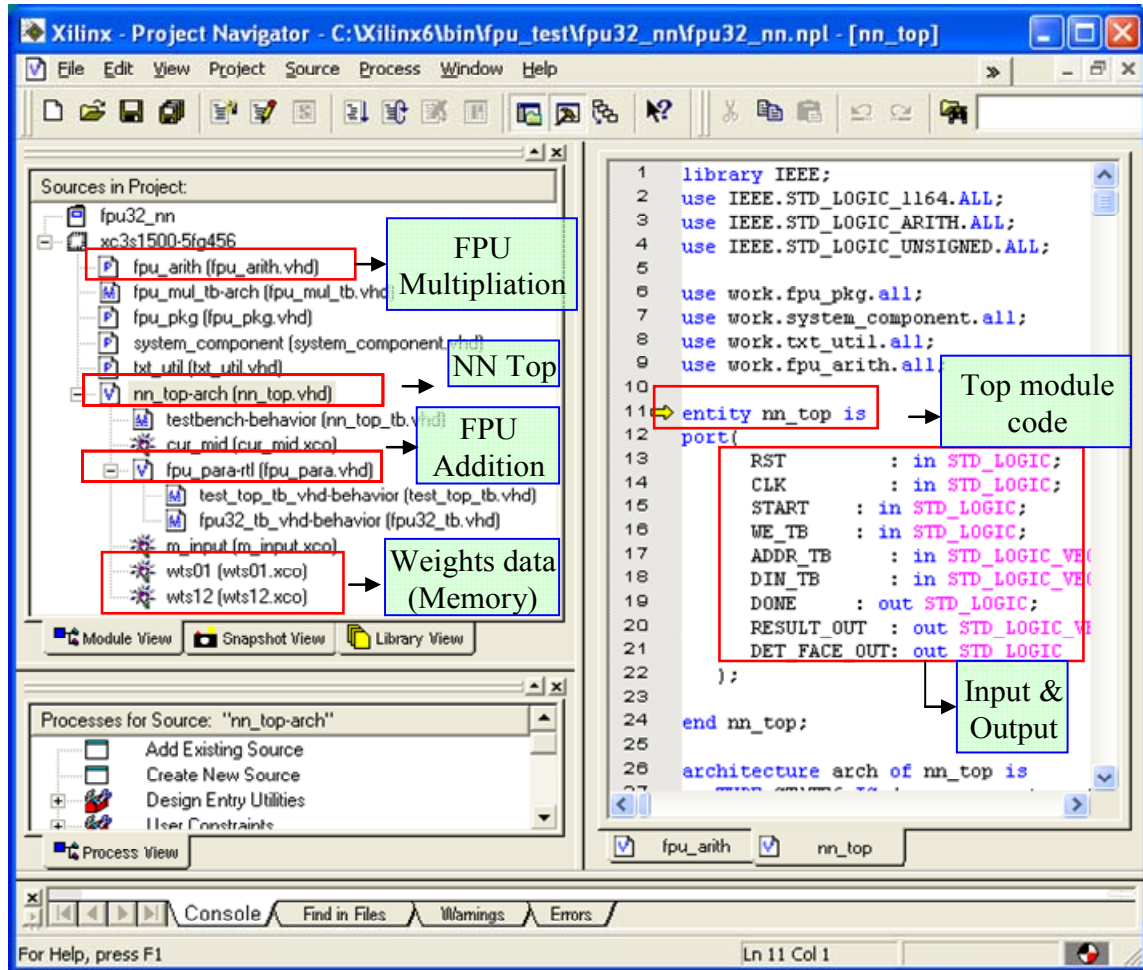 Xilinx - Project Navigator - C:\Xilinx6\bin\fpu_test\fpu32_nn\fpu32_nn.npl - [nn_top]
File Edit View Project Source Process Window Help
Sources in Project:
fpu32_nn
xc3s1500-5fg456
fpu_arith (fpu_arith.vhd)
fpu_mul_tb-arch (fpu_mul_tb.vhd)
fpu_pkg (fpu_pkg.vhd)
system_component (system_component.vhd)
txt_util (txt_util.vhd)
nn_top-arch (nn_top.vhd)
testbench-behavior (nn_top_tb.vhd)
cur_mid (cur_mid.xco)
fpu_para-rtl (fpu_para.vhd)
test_top_tb_vhd-behavior (test_top_tb.vhd)
fpu32_tb_vhd-behavior (fpu32_tb.vhd)
m_input (m_input.xco)
wts01 (wts01.xco)
wts12 (wts12.xco)
FPU
Multipliation
NN Top
FPU
Addition
Weights data
(Memory)
Module View Snapshot View Library View
Processes for Source: "nn_top-arch"
Add Existing Source
Create New Source
Design Entry Utilities
User Constraints
Process View
1 library IEEE;
2 use IEEE.STD_LOGIC_1164.ALL;
3 use IEEE.STD_LOGIC_ARITH.ALL;
4 use IEEE.STD_LOGIC_UNSIGNED.ALL;
5
6 use work.fpu_pkg.all;
7 use work.system_component.all;
8 use work.txt_util.all;
9 use work.fpu_arith.all;
10
11 entity nn_top is
12 port(
13 RST : in STD_LOGIC;
14 CLK : in STD_LOGIC;
15 START : in STD_LOGIC;
16 WE_TB : in STD_LOGIC;
17 ADDR_TB : in STD_LOGIC_VE
18 DIN_TB : in STD_LOGIC_VE
19 DONE : out STD_LOGIC;
20 RESULT_OUT : out STD_LOGIC_VE
21 DET_FACE_OUT: out STD_LOGIC
22 );
23
24 end nn_top;
25
26 architecture arch of nn_top is
Top module
code
Input &
Output
fpu_arith nn_top
Console Find in Files Warnings Errors
For Help, press F1 Ln 11 Col 1